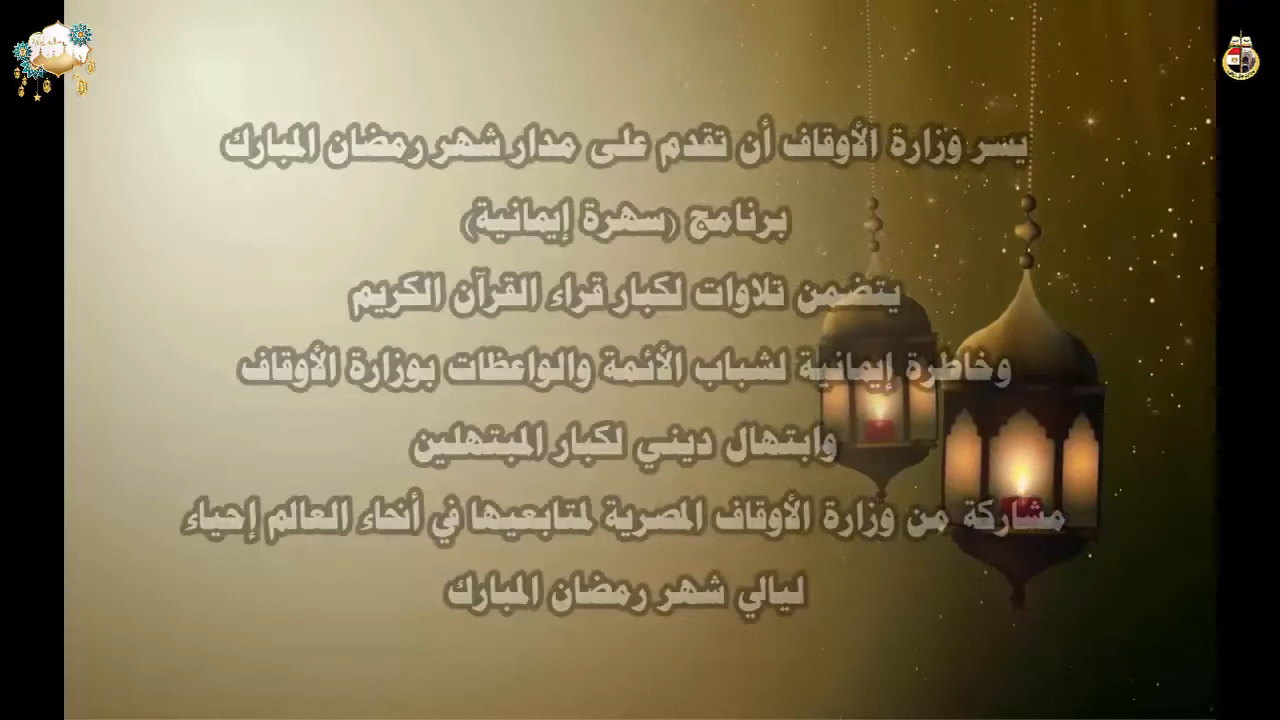 يسر وزارة الأوقاف أن تقدم على مدار شهر رمضان المبارك
برنامج (سهرة إيمانية)
يتضمن تلاوات لكبار قراء القرآن الكريم
وخاطرة إيمانية لشباب الأئمة والواعظات بوزارة الأوقاف
وابتهال ديني لكبار المبتهلين
مشاركة من وزارة الأوقاف المصرية لمتابعيها في أنحاء العالم إحياء
ليالي شهر رمضان المبارك